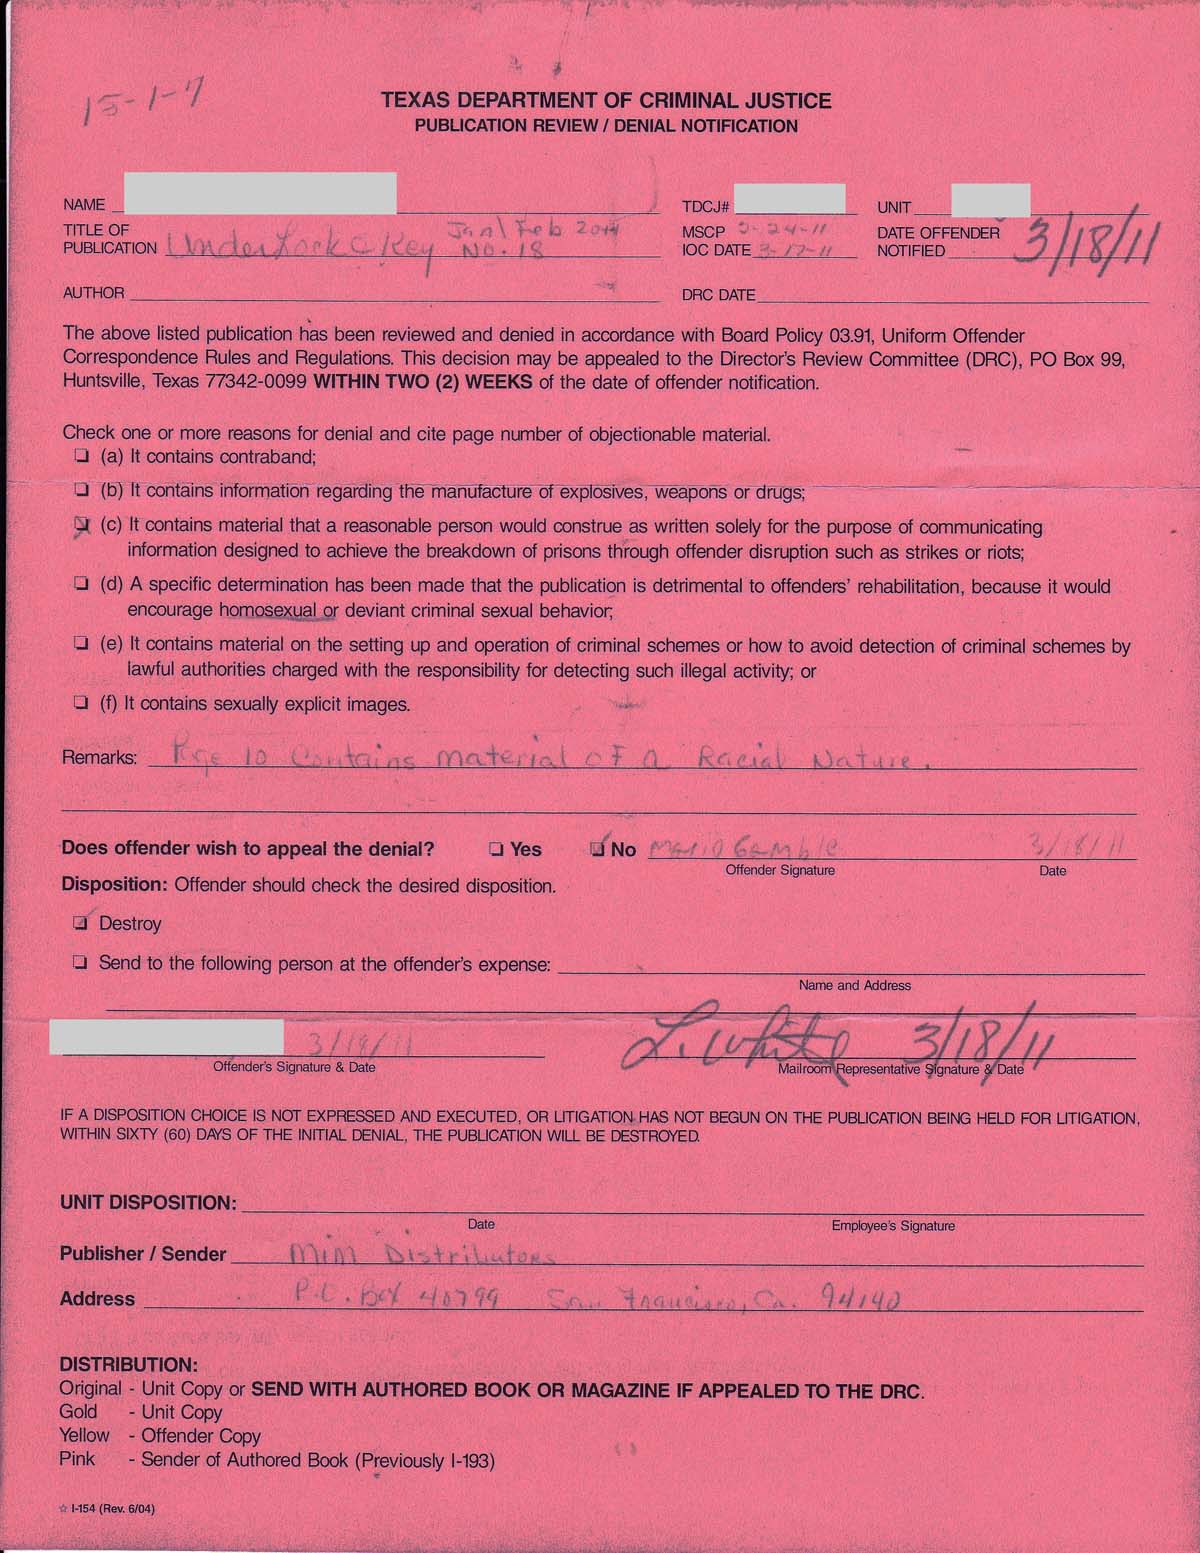 15-1-7
TEXAS DEPARTMENT OF CRIMINAL JUSTICE
PUBLICATION REVIEW / DENIAL NOTIFICATION
NAME
TDCJ#
UNIT
TITLE OF PUBLICATION Under Lock & Key Jan/Feb 2011 No. 18
MSCP 2-24-11
IOC DATE 3-17-11
DATE OFFENDER NOTIFIED 3/18/11
AUTHOR
DRC DATE
The above listed publication has been reviewed and denied in accordance with Board Policy 03.91, Uniform Offender
Correspondence Rules and Regulations. This decision may be appealed to the Director's Review Committee (DRC), PO Box 99,
Huntsville, Texas 77342-0099 WITHIN TWO (2) WEEKS of the date of offender notification.
Check one or more reasons for denial and cite page number of objectionable material.
(a) It contains contraband;
(b) It contains information regarding the manufacture of explosives, weapons or drugs;
(c) It contains material that a reasonable person would construe as written solely for the purpose of communicating
information designed to achieve the breakdown of prisons through offender disruption such as strikes or riots;
(d) A specific determination has been made that the publication is detrimental to offenders' rehabilitation, because it would
encourage homosexual or deviant criminal sexual behavior;
(e) It contains material on the setting up and operation of criminal schemes or how to avoid detection of criminal schemes by
lawful authorities charged with the responsibility for detecting such illegal activity; or
(f) It contains sexually explicit images.
Remarks: Page 10 Contains Material of a Racial Nature.
Does offender wish to appeal the denial? Yes No Mario Gamble 3/18/11
Offender Signature Date
Disposition: Offender should check the desired disposition.
Destroy
Send to the following person at the offender's expense:
Name and Address
3/18/11 L. White 3/18/11
Offender's Signature & Date Mailroom Representative Signature & Date
IF A DISPOSITION CHOICE IS NOT EXPRESSED AND EXECUTED, OR LITIGATION HAS NOT BEGUN ON THE PUBLICATION BEING HELD FOR LITIGATION,
WITHIN SIXTY (60) DAYS OF THE INITIAL DENIAL, THE PUBLICATION WILL BE DESTROYED.
UNIT DISPOSITION:
Date Employee's Signature
Publisher / Sender MIM Distributors
Address P.O. Box 40799 San Francisco, Ca. 94140
DISTRIBUTION:
Original - Unit Copy or SEND WITH AUTHORED BOOK OR MAGAZINE IF APPEALED TO THE DRC.
Gold - Unit Copy
Yellow - Offender Copy
Pink - Sender of Authored Book (Previously I-193)
☆ I-154 (Rev. 6/04)